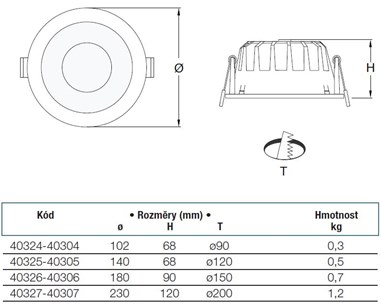 Ø
H
T
Kód • Rozměry (mm) • Hmotnost
ø H T kg
40324-40304 102 68 ø90 0,3
40325-40305 140 68 ø120 0,5
40326-40306 180 90 ø150 0,7
40327-40307 230 120 ø200 1,2